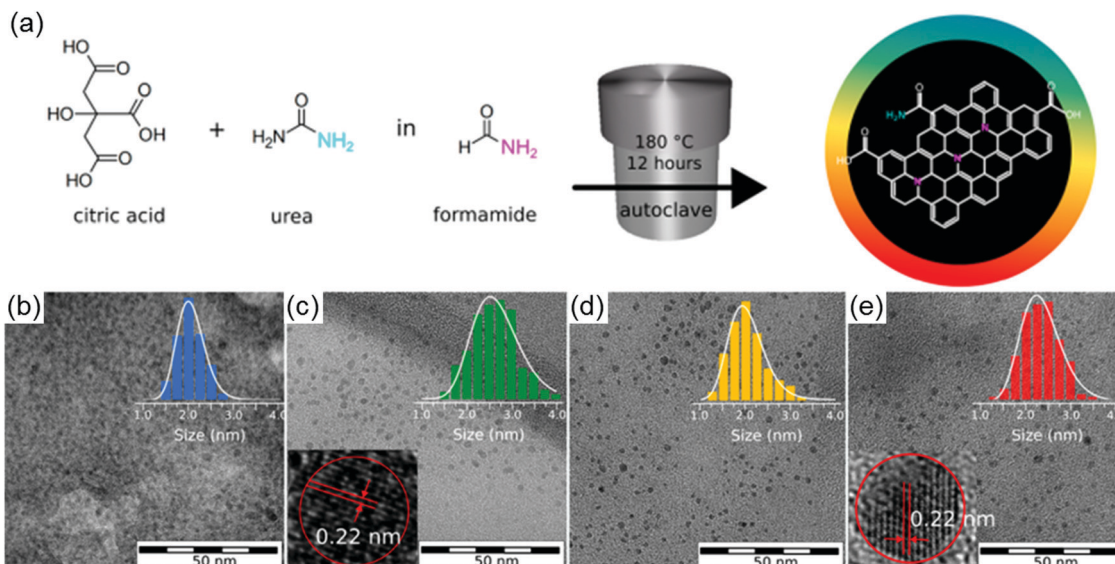 (a)
HO
O
O
HO
OH
HO
O
citric acid
+
O
H₂N
NH₂
urea
in
O
H
NH₂
formamide
180 °C
12 hours
autoclave
O
H₂N
O
OH
N
O
HO
N
N
(b)
1.0 2.0 3.0 4.0
Size (nm)
50 nm
(c)
1.0 2.0 3.0 4.0
Size (nm)
0.22 nm
50 nm
(d)
1.0 2.0 3.0 4.0
Size (nm)
50 nm
(e)
1.0 2.0 3.0 4.0
Size (nm)
0.22 nm
50 nm